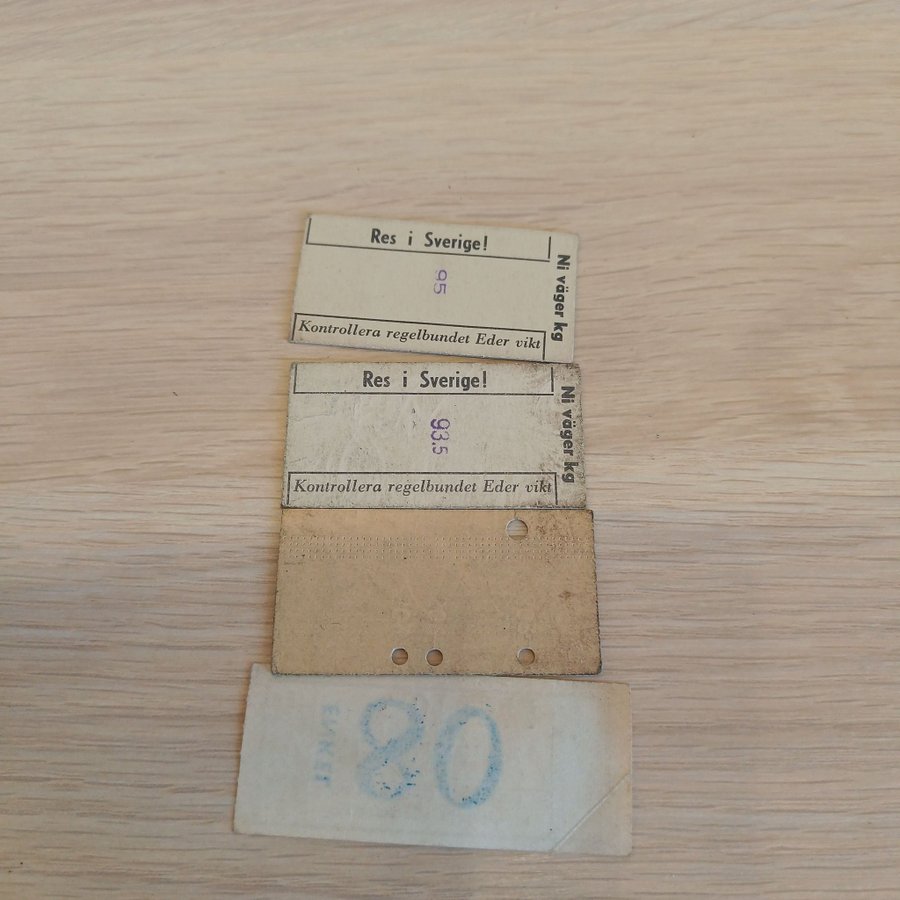 Res i Sverige!
95
Ni väger kg
Kontrollera regelbundet Eder vikt
Res i Sverige!
93.5
Ni väger kg
Kontrollera regelbundet Eder vikt
80